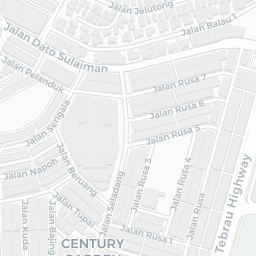 Jalan Jelutong
Jalan Balau 1
Jalan Dato Sulaiman
Jalan Pelanduk
Jalan Rusa 7
Jalan Serigala
Jalan Rusa 6
Jalan Rusa 5
Jalan Beruang
Jalan Napoh
Jalan Seladang
Jalan Rusa 3
Jalan Rusa 4
Tebrau Highway
Jalan Tupai
Jalan Kuda
Jalan Bajing
Jalan Rusa 1
CENTURY
GARDEN